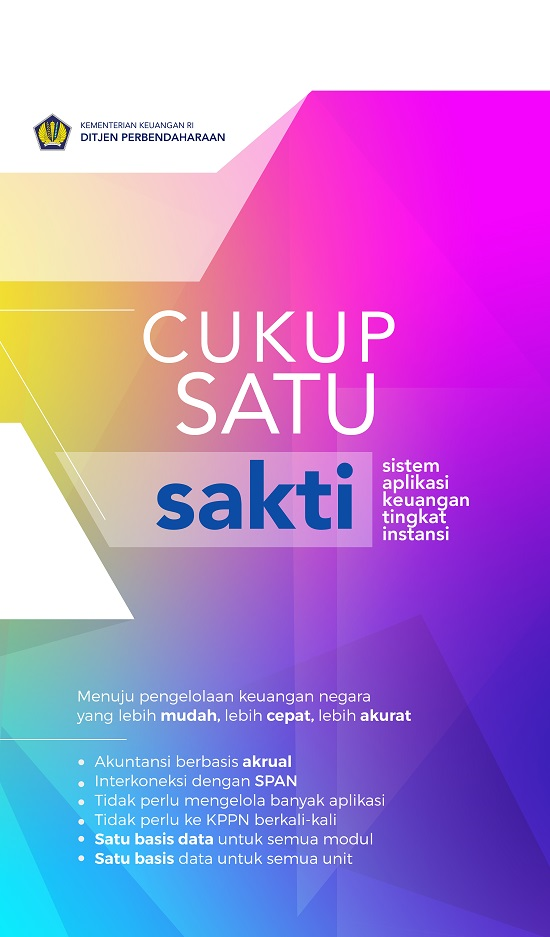 KEMENTERIAN KEUANGAN RI
DITJEN PERBENDAHARAAN
CUKUP
SATU
sakti
sistem
aplikasi
keuangan
tingkat
instansi
Menuju pengelolaan keuangan negara
yang lebih mudah, lebih cepat, lebih akurat
• Akuntansi berbasis akrual
• Interkoneksi dengan SPAN
• Tidak perlu mengelola banyak aplikasi
• Tidak perlu ke KPPN berkali-kali
• Satu basis data untuk semua modul
• Satu basis data untuk semua unit